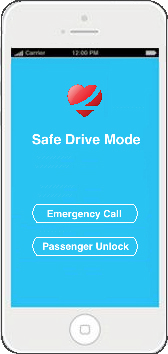 Carrier 12:00 PM
Safe Drive Mode
Emergency Call
Passenger Unlock